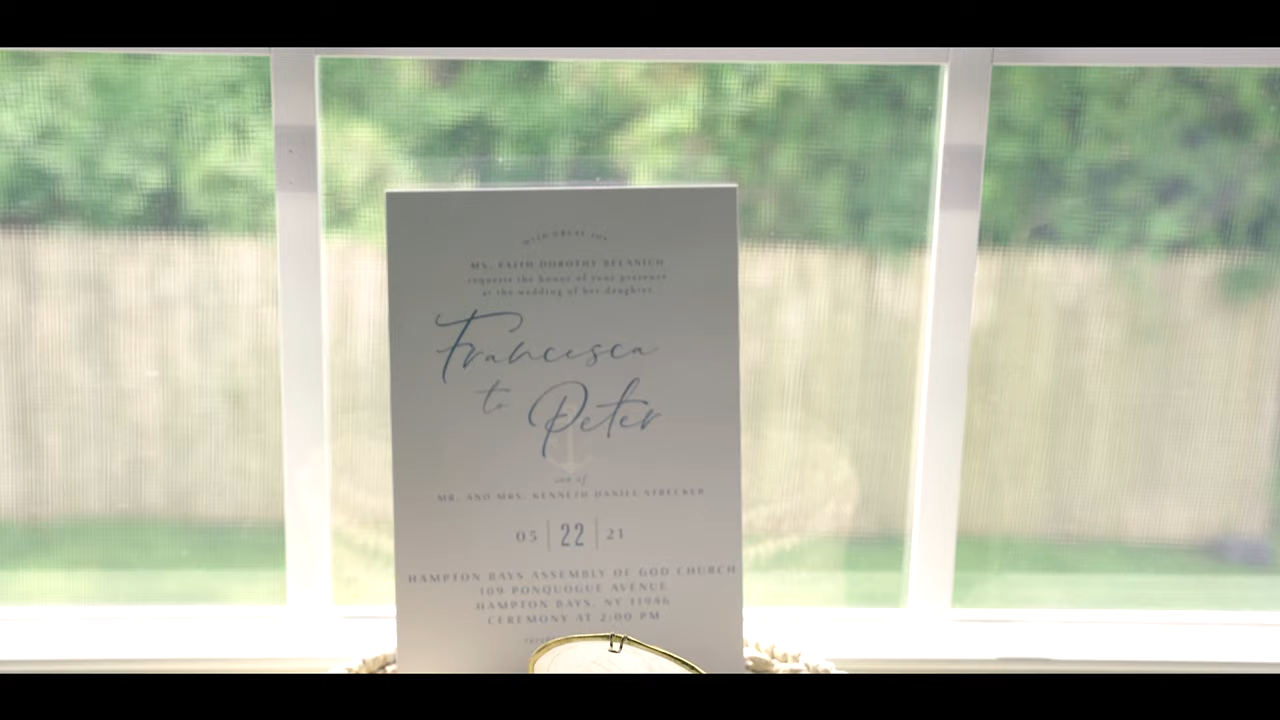 WITH GREAT JOY
MS. FAITH DOROTHY BELANICH
requests the honor of your presence
at the wedding of her daughter
Francesca
to
Peter
son of
MR. AND MRS. KENNETH DANIEL STRECKER
05 | 22 | 21
HAMPTON BAYS ASSEMBLY OF GOD CHURCH
109 PONQUOGUE AVENUE
HAMPTON BAYS, NY 11946
CEREMONY AT 2:00 PM